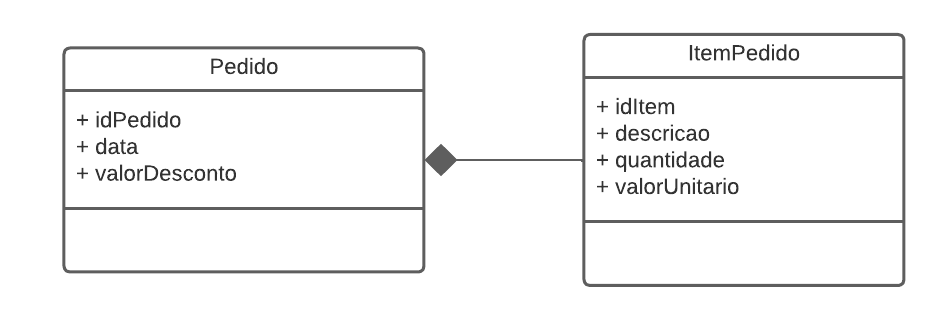 Pedido
+ idPedido
+ data
+ valorDesconto
ItemPedido
+ idItem
+ descricao
+ quantidade
+ valorUnitario